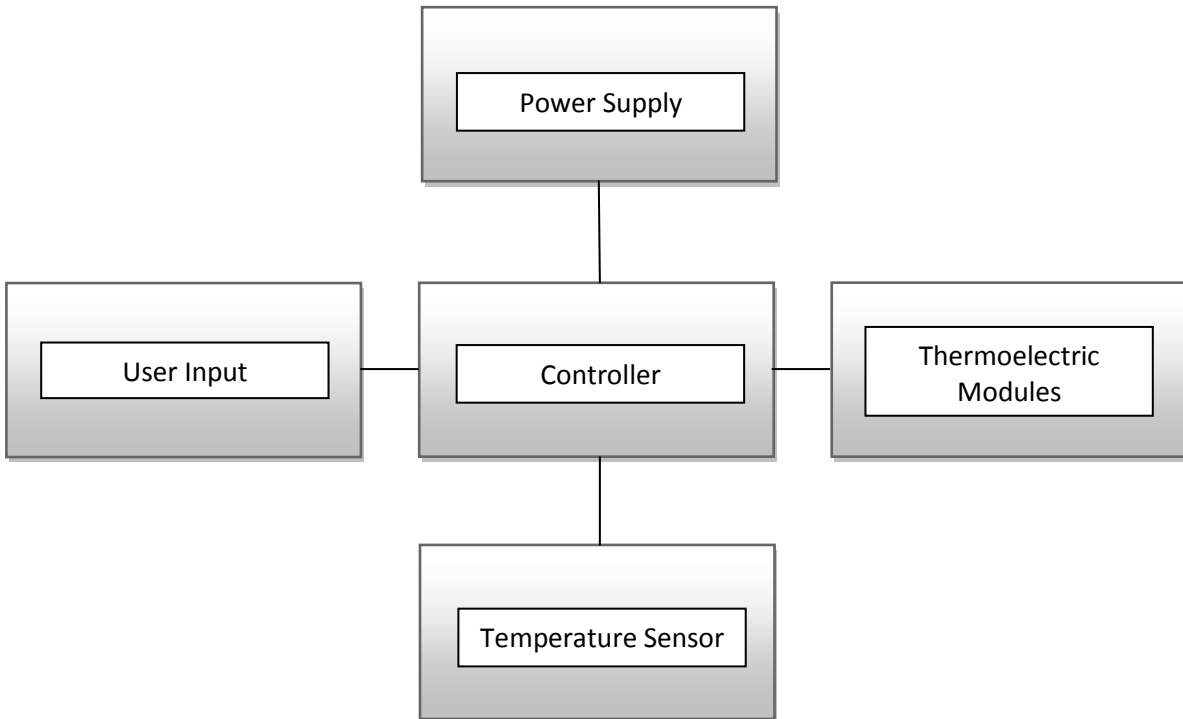 Power Supply
User Input
Controller
Thermoelectric
Modules
Temperature Sensor